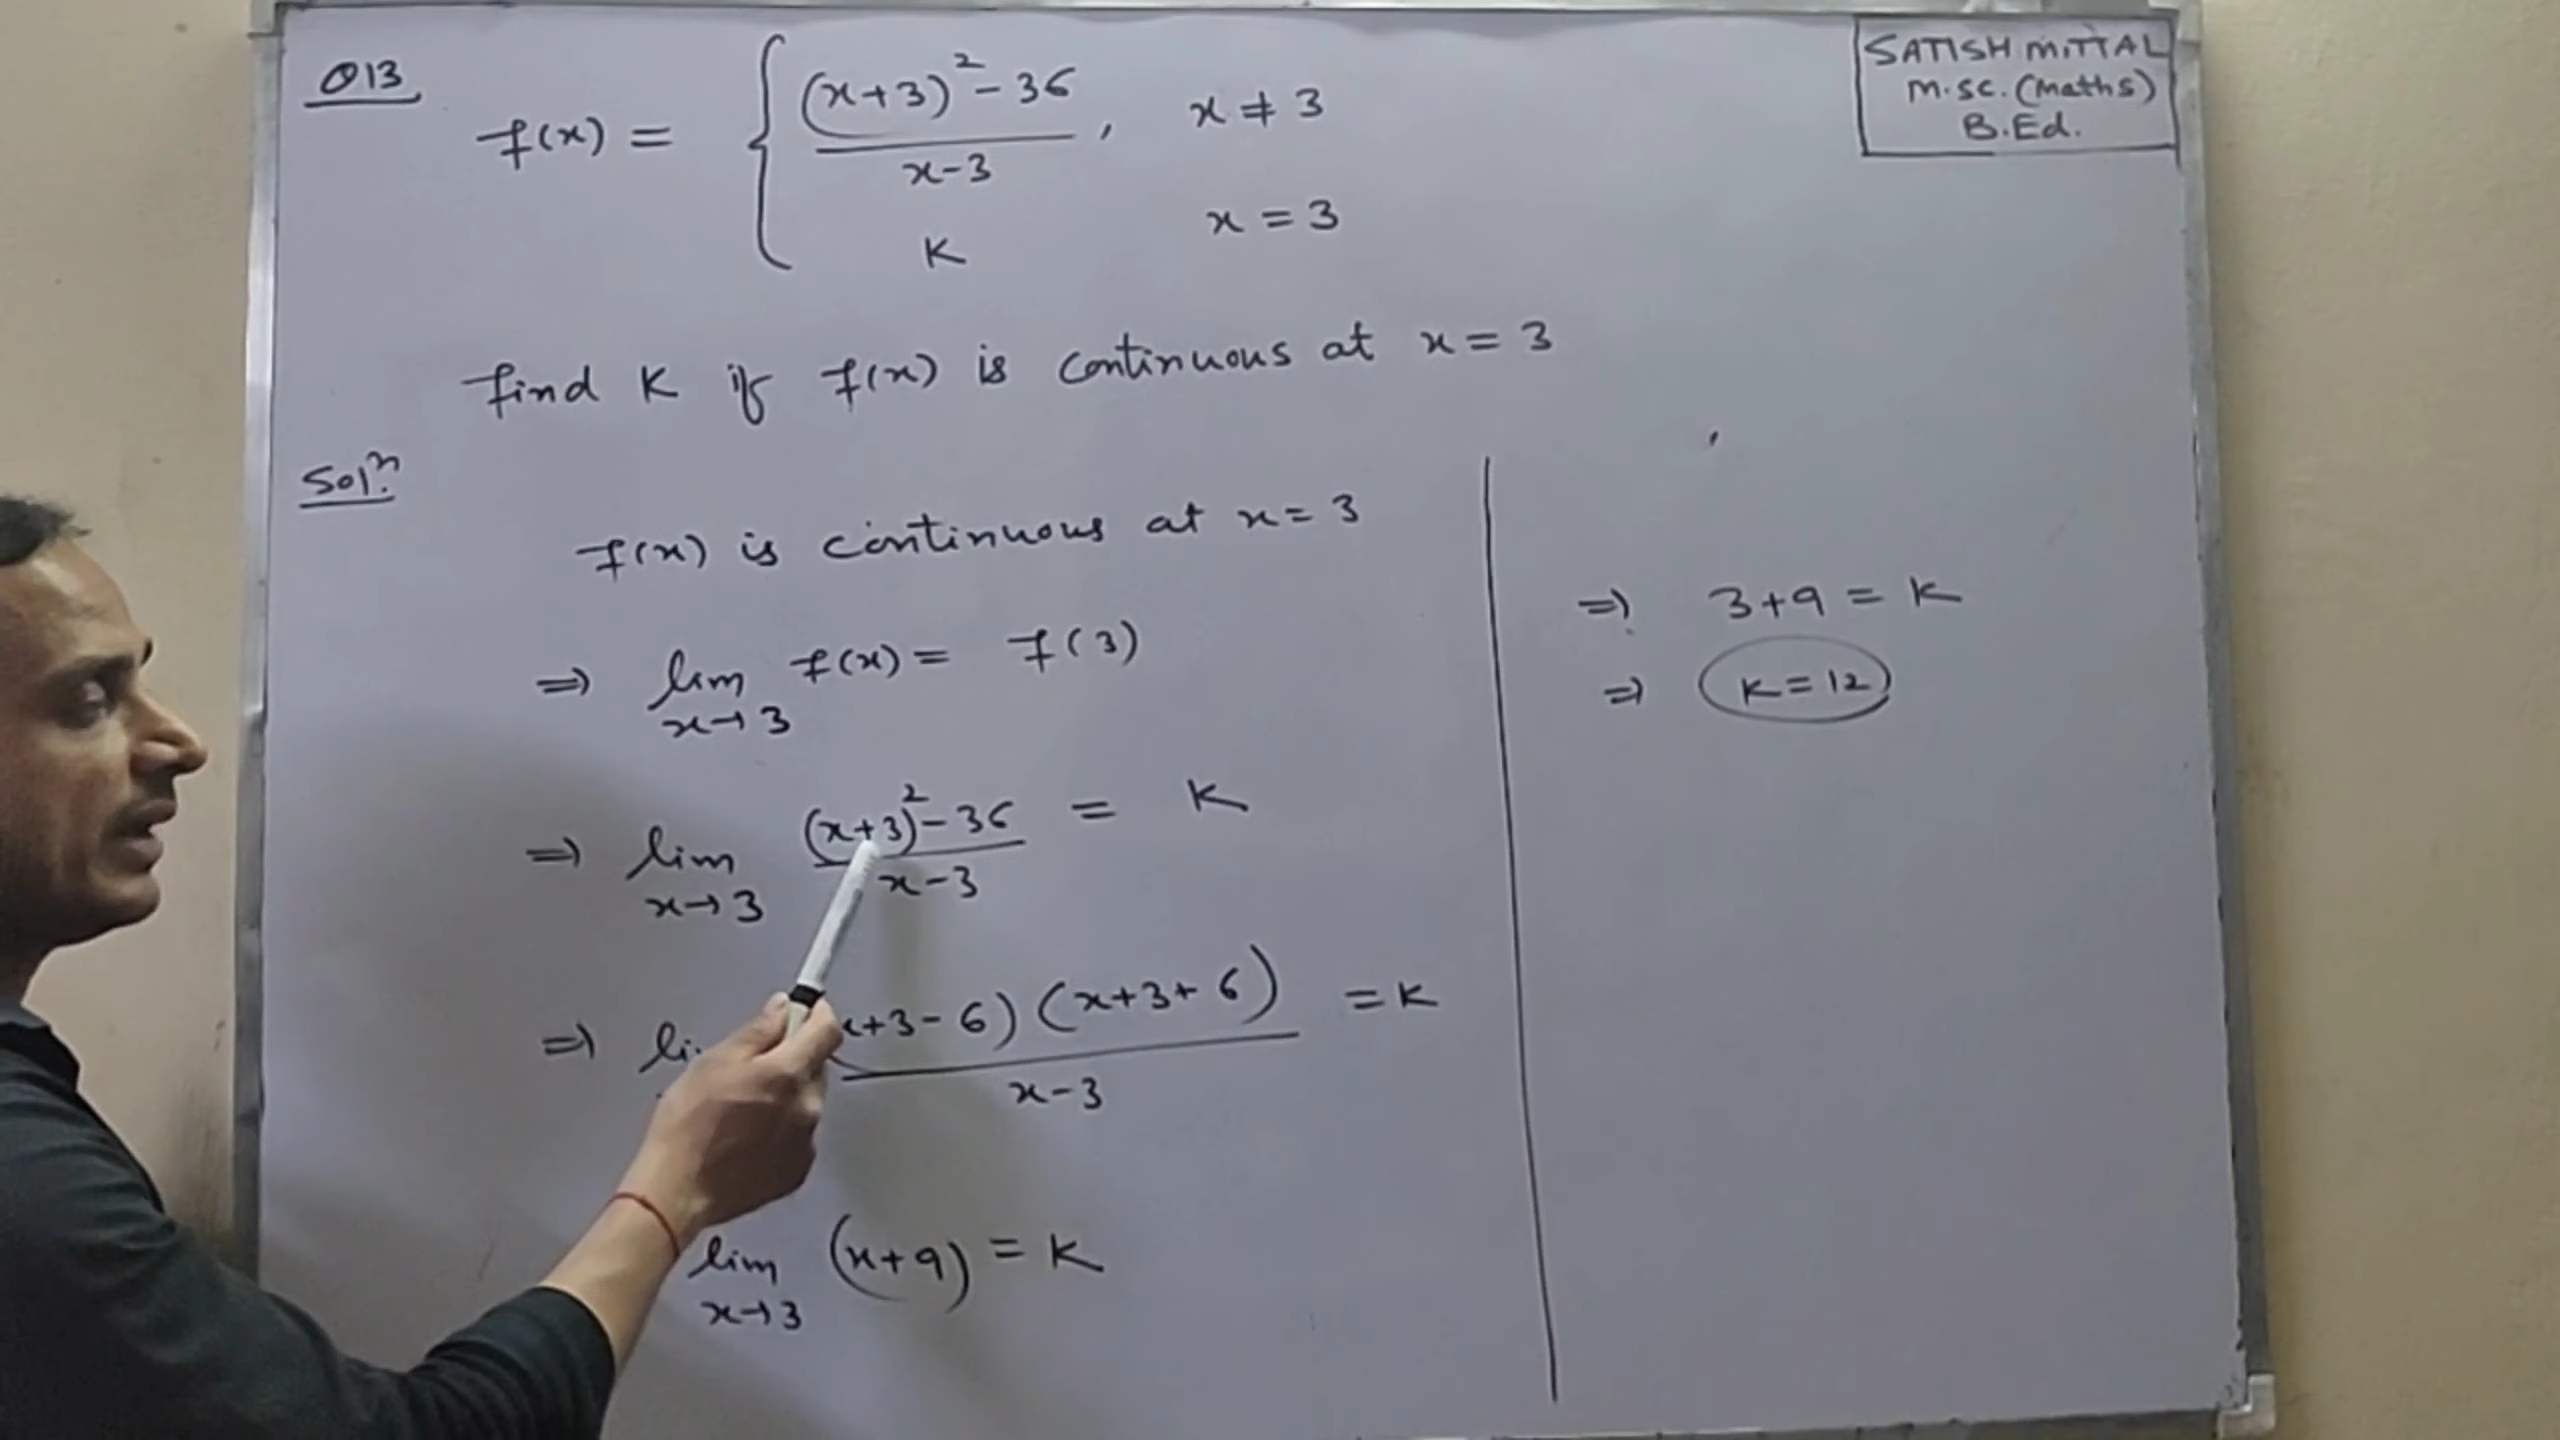 Q13
f(x) = { (x+3)² - 36 / x-3 , x ≠ 3
K x = 3
SATISH MITTAL
M.Sc. (Maths)
B.Ed.
find K if f(x) is continuous at x = 3
Solⁿ.
f(x) is continuous at x = 3
⇒ lim x→3 f(x) = f(3)
⇒ lim x→3 (x+3)² - 36 / x-3 = K
⇒ x+3-6) (x+3+6) / x-3 = K
lim x→3 (x+9) = K
⇒ 3+9 = K
⇒ K = 12